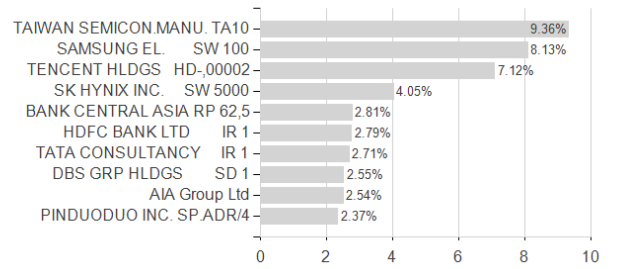 TAIWAN SEMICON.MANU. TA10 9.36%
SAMSUNG EL. SW 100 8.13%
TENCENT HLDGS HD-,00002 7.12%
SK HYNIX INC. SW 5000 4.05%
BANK CENTRAL ASIA RP 62,5 2.81%
HDFC BANK LTD IR 1 2.79%
TATA CONSULTANCY IR 1 2.71%
DBS GRP HLDGS SD 1 2.55%
AIA Group Ltd 2.54%
PINDUODUO INC. SP.ADR/4 2.37%
0 2 4 6 8 10